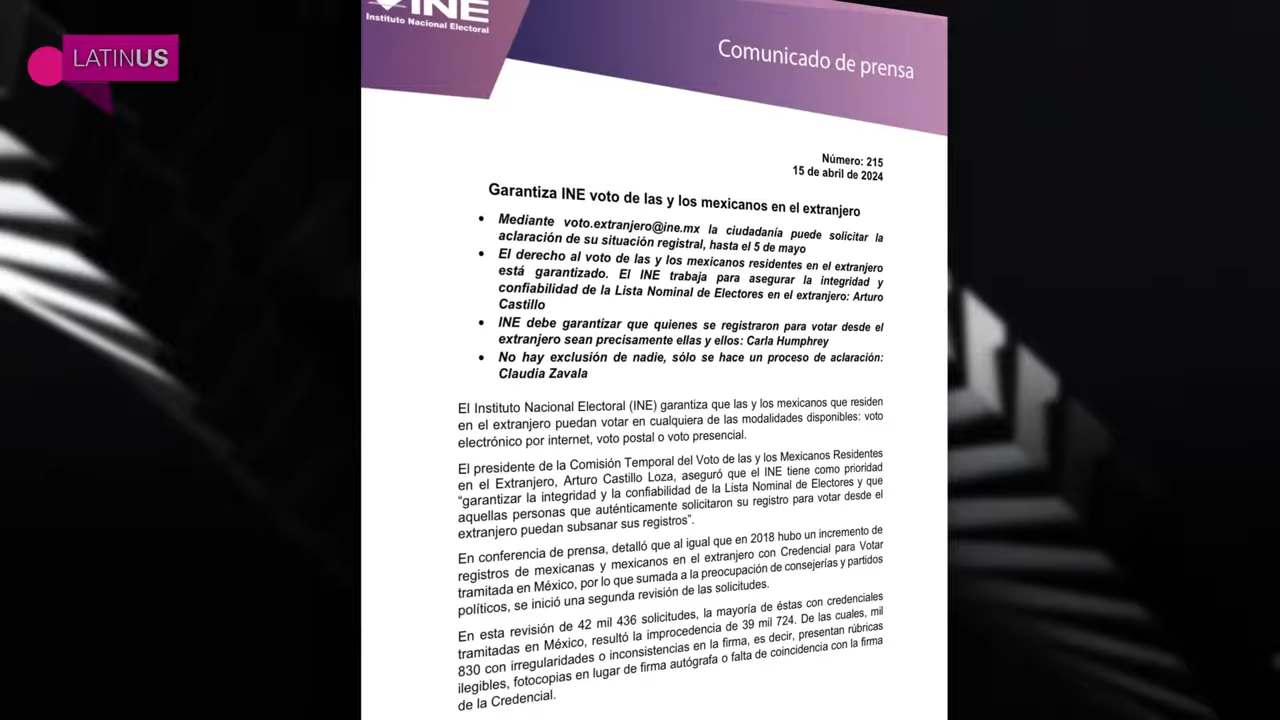 INE
Instituto Nacional Electoral
LATINUS
Comunicado de prensa
Número: 215
15 de abril de 2024
Garantiza INE voto de las y los mexicanos en el extranjero
• Mediante voto.extranjero@ine.mx la ciudadanía puede solicitar la
aclaración de su situación registral, hasta el 5 de mayo
• El derecho al voto de las y los mexicanos residentes en el extranjero
está garantizado. El INE trabaja para asegurar la integridad y
confiabilidad de la Lista Nominal de Electores en el extranjero: Arturo
Castillo
• INE debe garantizar que quienes se registraron para votar desde el
extranjero sean precisamente ellas y ellos: Carla Humphrey
• No hay exclusión de nadie, sólo se hace un proceso de aclaración:
Claudia Zavala
El Instituto Nacional Electoral (INE) garantiza que las y los mexicanos que residen
en el extranjero puedan votar en cualquiera de las modalidades disponibles: voto
electrónico por internet, voto postal o voto presencial.
El presidente de la Comisión Temporal del Voto de las y los Mexicanos Residentes
en el Extranjero, Arturo Castillo Loza, aseguró que el INE tiene como prioridad
“garantizar la integridad y la confiabilidad de la Lista Nominal de Electores y que
aquellas personas que auténticamente solicitaron su registro para votar desde el
extranjero puedan subsanar sus registros”.
En conferencia de prensa, detalló que al igual que en 2018 hubo un incremento de
registros de mexicanas y mexicanos en el extranjero con Credencial para Votar
tramitada en México, por lo que sumada a la preocupación de consejerías y partidos
políticos, se inició una segunda revisión de las solicitudes.
En esta revisión de 42 mil 436 solicitudes, la mayoría de éstas con credenciales
tramitadas en México, resultó la improcedencia de 39 mil 724. De las cuales, mil
830 con irregularidades o inconsistencias en la firma, es decir, presentan rúbricas
ilegibles, fotocopias en lugar de firma autógrafa o falta de coincidencia con la firma
de la Credencial.